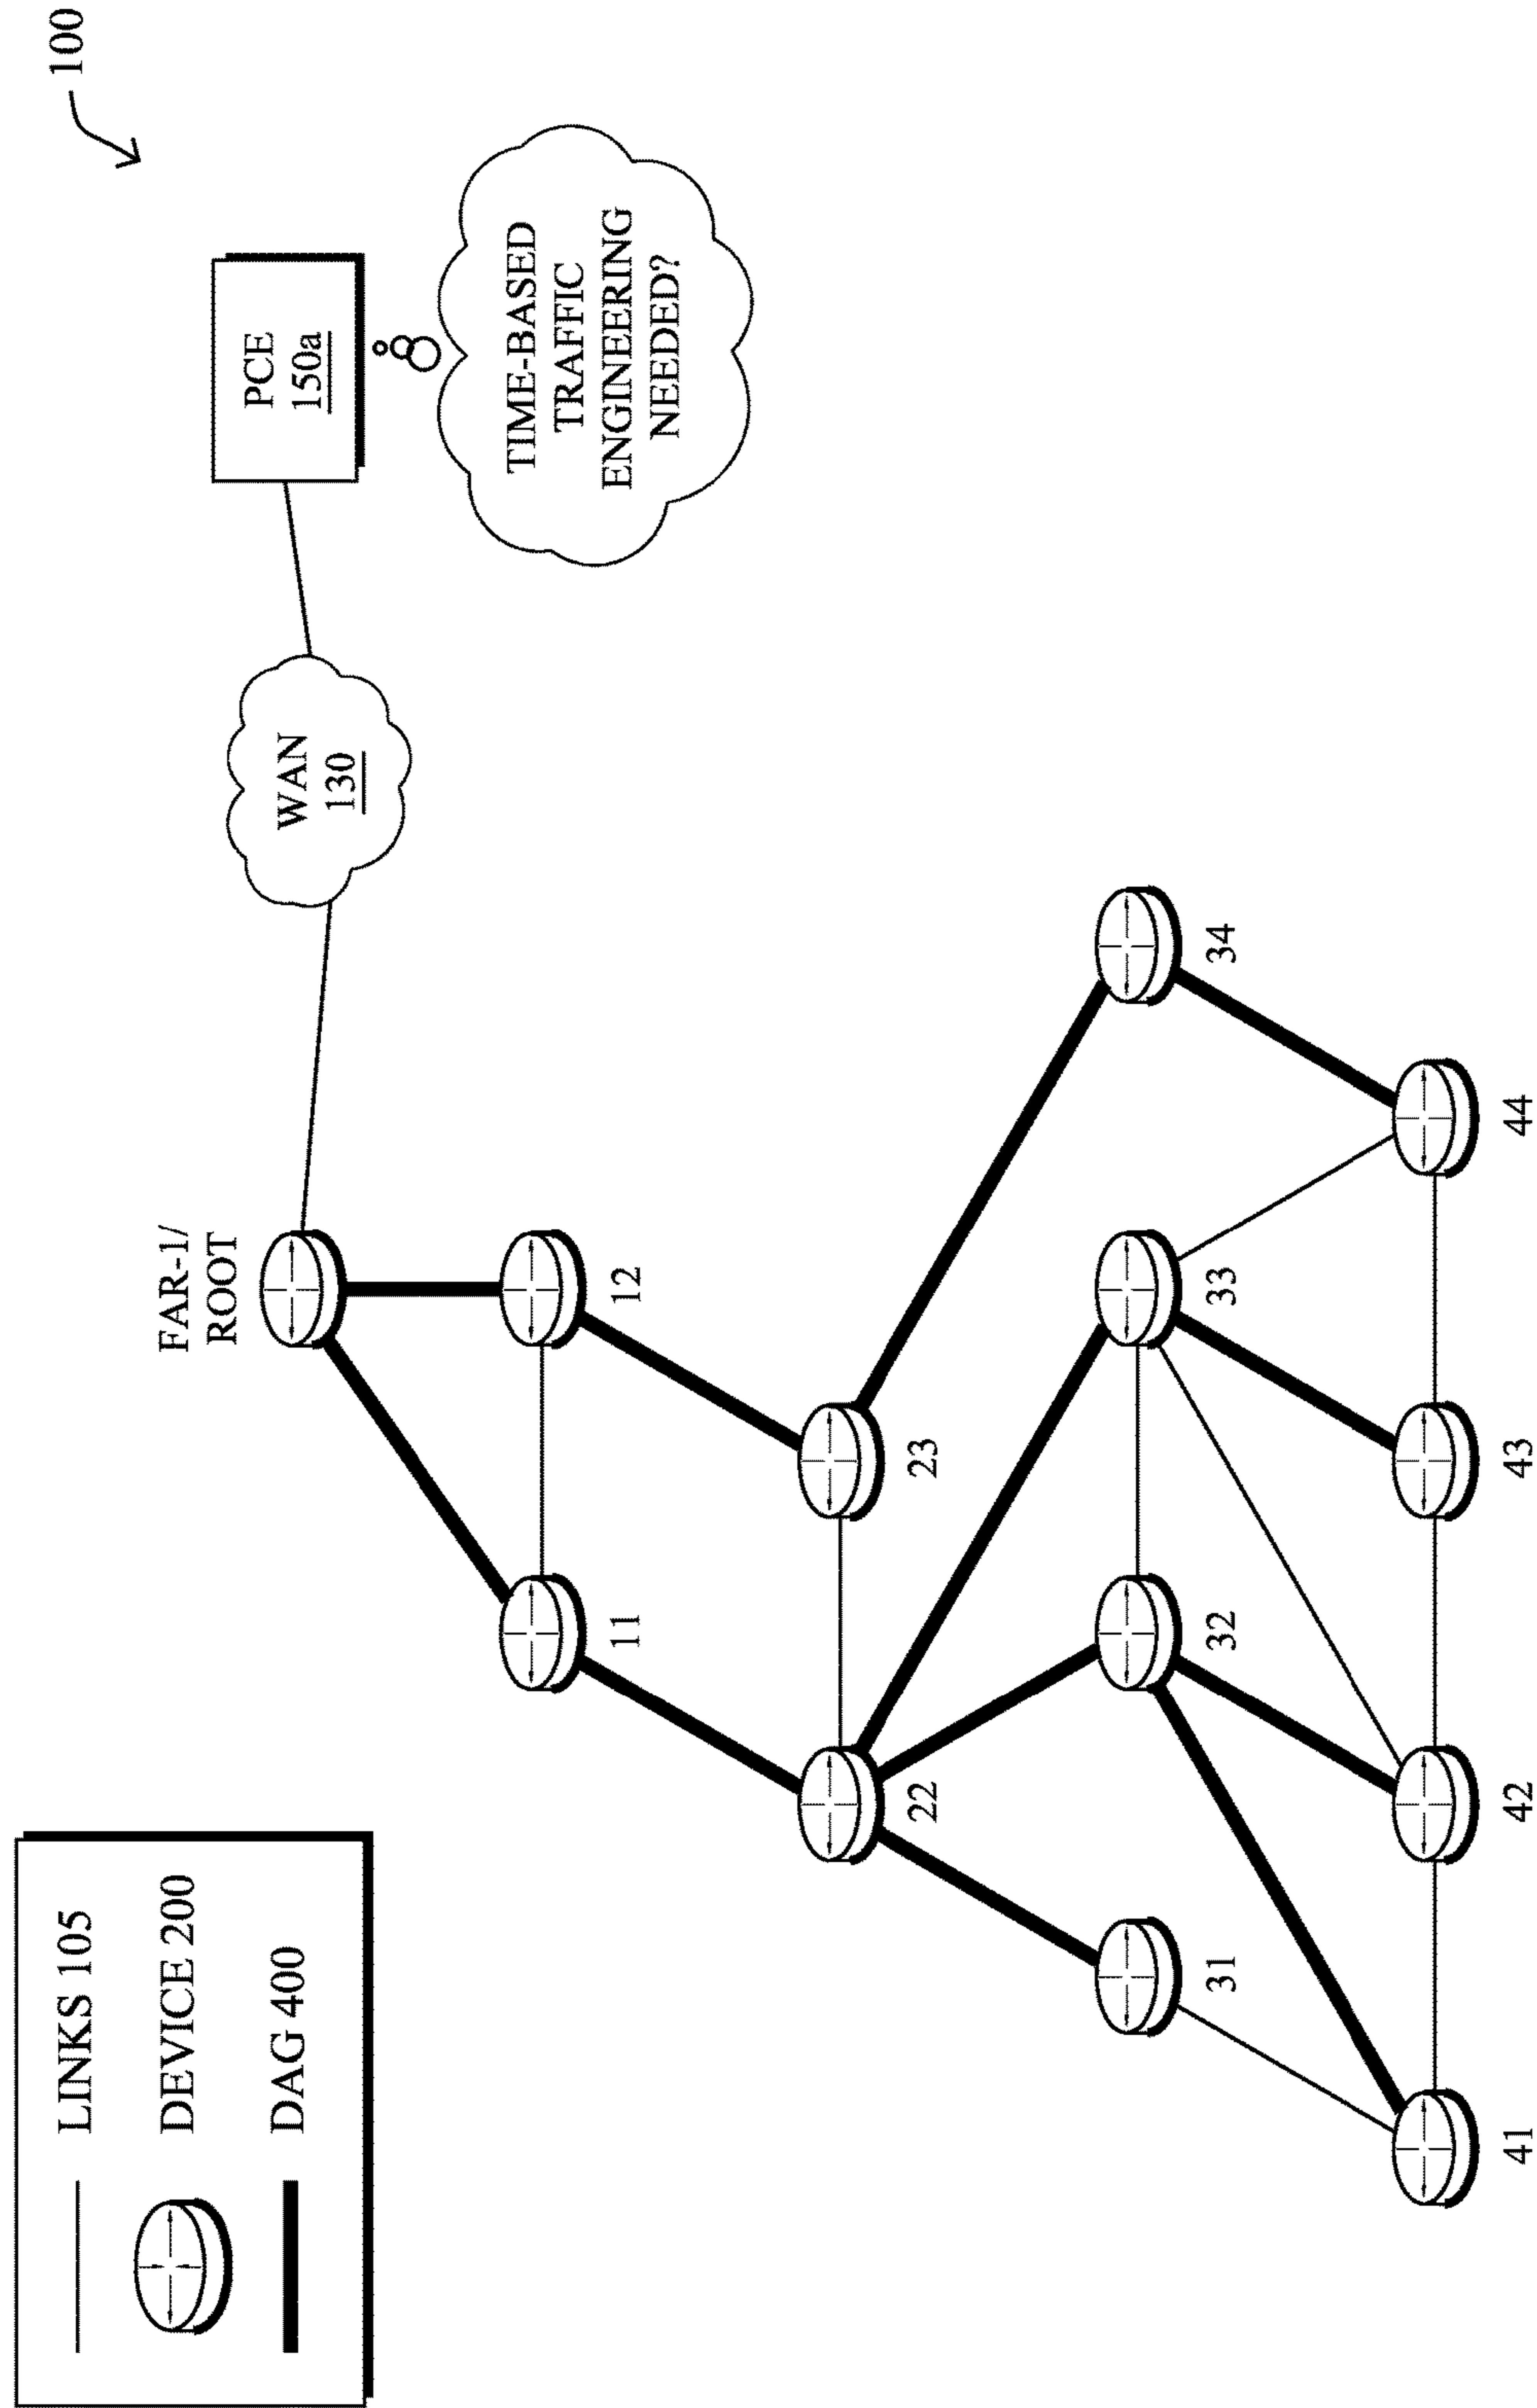 100
LINKS 105
DEVICE 200
DAG 400
FAR-1/
ROOT
WAN
130
PCE
150a
TIME-BASED
TRAFFIC
ENGINEERING
NEEDED?
11
12
22
23
31
32
33
34
41
42
43
44